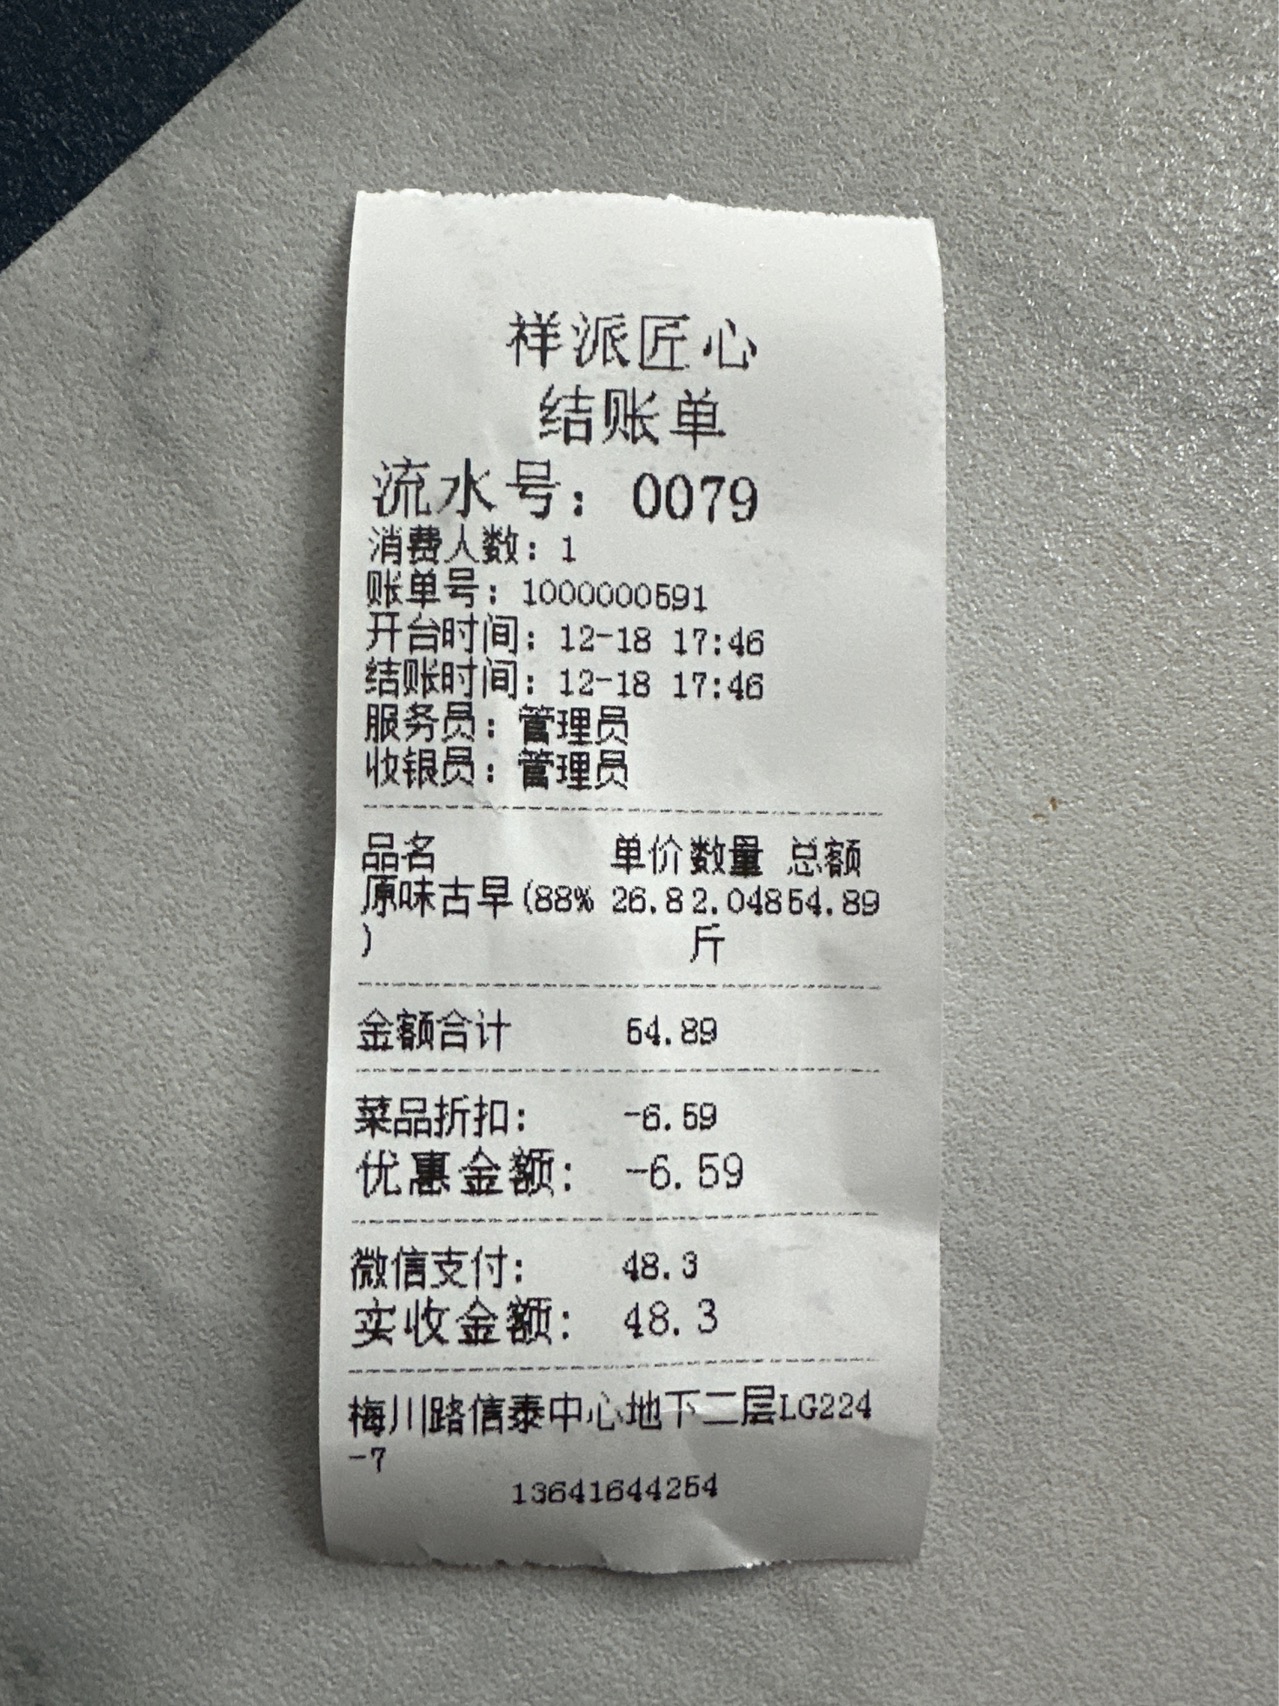 祥派匠心
结账单
流水号：0079
消费人数：1
账单号：1000000591
开台时间：12-18 17:46
结账时间：12-18 17:46
服务员：管理员
收银员：管理员
品名 单价 数量 总额
原味古早(88% 26.8 2.048 54.89
) 斤
金额合计 54.89
菜品折扣: -6.59
优惠金额: -6.59
微信支付: 48.3
实收金额: 48.3
梅川路信泰中心地下二层LG224
-7
13641644254